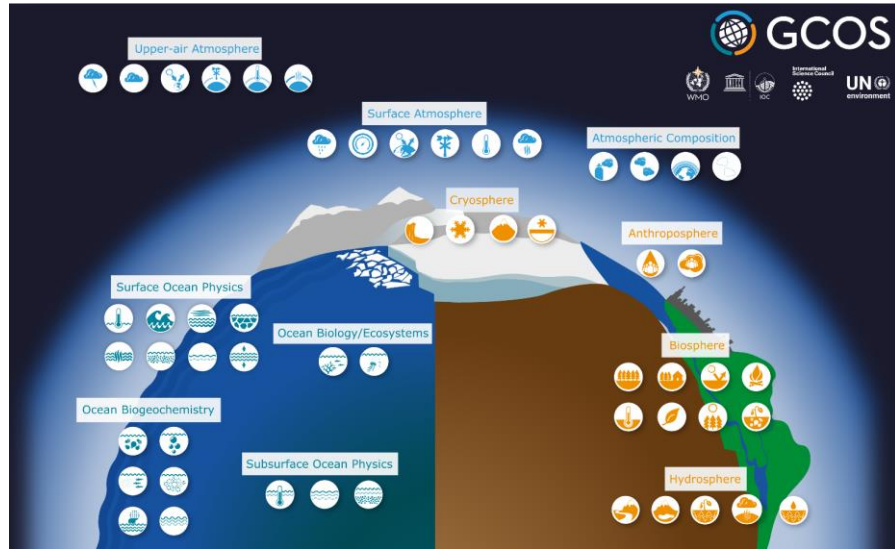 GCOS
Upper-air Atmosphere
WMO
IOC
International
Science Council
UN
environment
Surface Atmosphere
Atmospheric Composition
Cryosphere
Anthroposphere
Surface Ocean Physics
Ocean Biology/Ecosystems
Biosphere
Ocean Biogeochemistry
Subsurface Ocean Physics
Hydrosphere